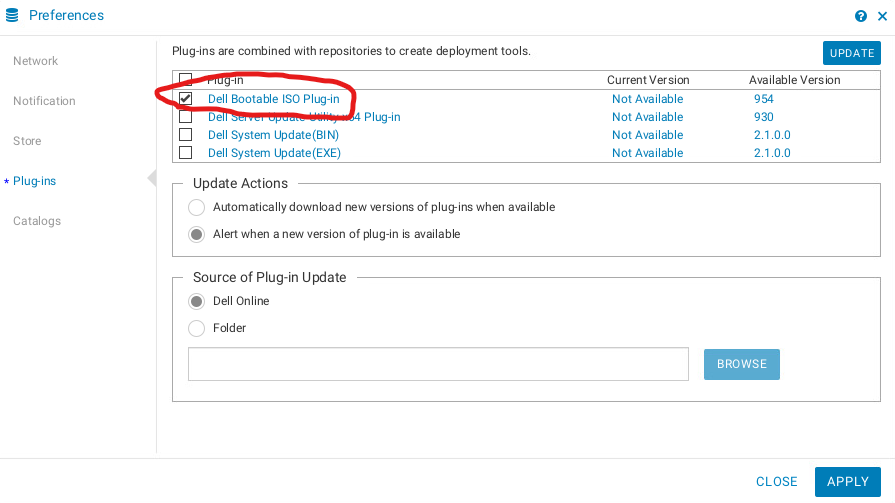 Preferences
Network
Notification
Store
* Plug-ins
Catalogs
Plug-ins are combined with repositories to create deployment tools.
UPDATE
Plug-in Current Version Available Version
Dell Bootable ISO Plug-in Not Available 954
Dell Server Update Utility x64 Plug-in Not Available 930
Dell System Update(BIN) Not Available 2.1.0.0
Dell System Update(EXE) Not Available 2.1.0.0
Update Actions
Automatically download new versions of plug-ins when available
Alert when a new version of plug-in is available
Source of Plug-in Update
Dell Online
Folder
BROWSE
CLOSE APPLY